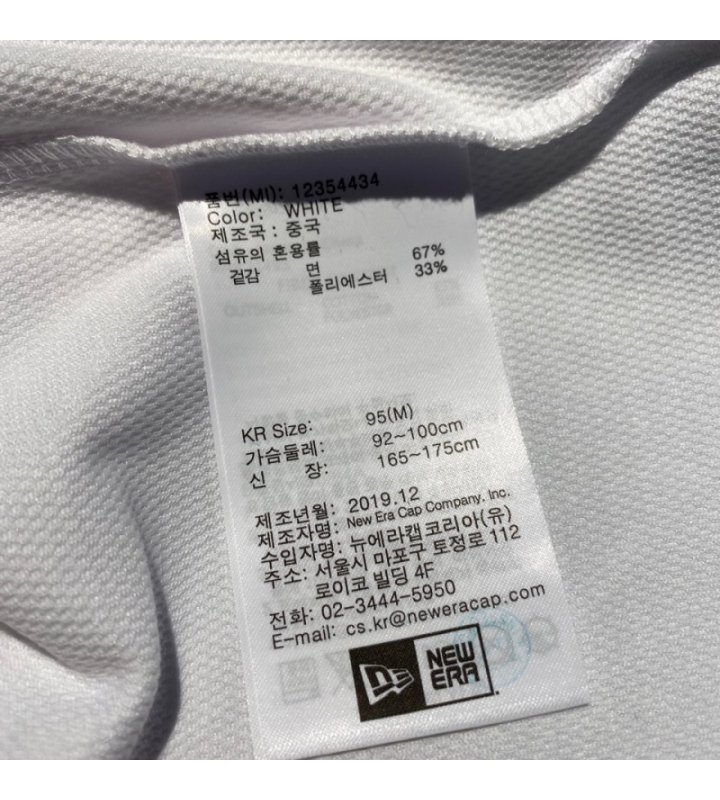 품번(MI): 12354434
Color: WHITE
제조국 : 중국
섬유의 혼용률
겉감 면 67%
폴리에스터 33%
KR Size: 95(M)
가슴둘레: 92~100cm
신 장: 165~175cm
제조년월: 2019.12
제조자명: New Era Cap Company, Inc.
수입자명: 뉴에라캡코리아(유)
주소: 서울시 마포구 토정로 112
로이코 빌딩 4F
전화: 02-3444-5950
E-mail: cs.kr@neweracap.com
NEW
ERA